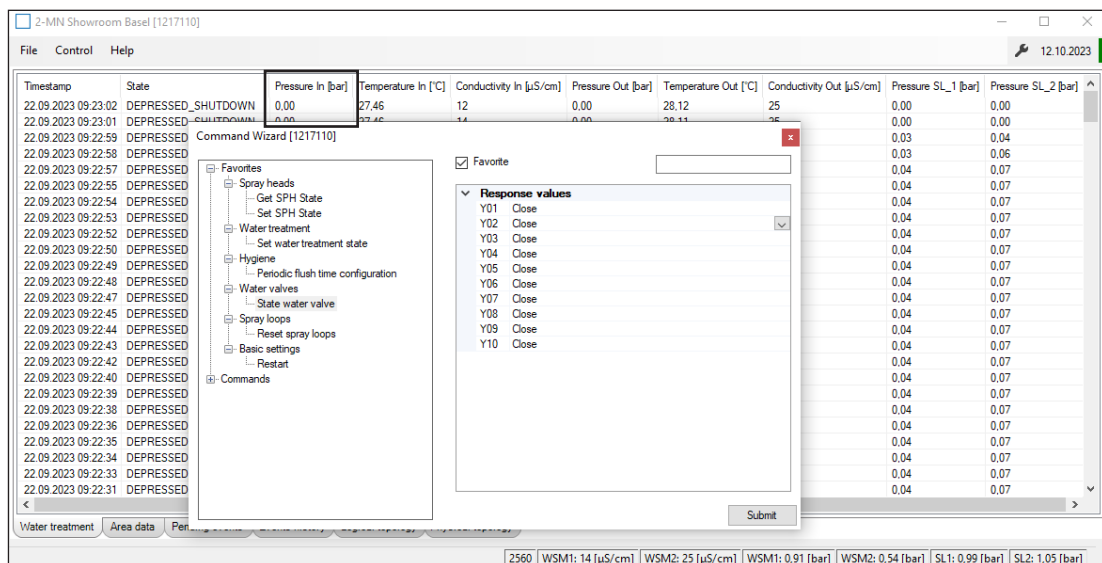 2-MN Showroom Basel [1217110]
File Control Help 12.10.2023
Timestamp State Pressure In [bar] Temperature In [°C] Conductivity In [µS/cm] Pressure Out [bar] Temperature Out [°C] Conductivity Out [µS/cm] Pressure SL_1 [bar] Pressure SL_2 [bar]
22.09.2023 09:23:02 DEPRESSED_SHUTDOWN 0,00 27,46 12 0,00 28,12 25 0,00 0,00
22.09.2023 09:23:01 DEPRESSED_SHUTDOWN 0,00 27,46 14 0,00 28,11 25 0,00 0,00
22.09.2023 09:22:59 DEPRESSED 0,03 0,04
22.09.2023 09:22:58 DEPRESSED 0,03 0,06
22.09.2023 09:22:57 DEPRESSED 0,04 0,07
22.09.2023 09:22:55 DEPRESSED 0,04 0,07
22.09.2023 09:22:54 DEPRESSED 0,04 0,07
22.09.2023 09:22:53 DEPRESSED 0,04 0,07
22.09.2023 09:22:52 DEPRESSED 0,04 0,07
22.09.2023 09:22:50 DEPRESSED 0,04 0,07
22.09.2023 09:22:49 DEPRESSED 0,04 0,07
22.09.2023 09:22:48 DEPRESSED 0,04 0,07
22.09.2023 09:22:47 DEPRESSED 0,04 0,07
22.09.2023 09:22:45 DEPRESSED 0,04 0,07
22.09.2023 09:22:44 DEPRESSED 0,04 0,07
22.09.2023 09:22:43 DEPRESSED 0,04 0,07
22.09.2023 09:22:42 DEPRESSED 0,04 0,07
22.09.2023 09:22:40 DEPRESSED 0,04 0,07
22.09.2023 09:22:39 DEPRESSED 0,04 0,07
22.09.2023 09:22:38 DEPRESSED 0,04 0,07
22.09.2023 09:22:36 DEPRESSED 0,04 0,07
22.09.2023 09:22:35 DEPRESSED 0,04 0,07
22.09.2023 09:22:34 DEPRESSED 0,04 0,07
22.09.2023 09:22:33 DEPRESSED 0,04 0,07
22.09.2023 09:22:31 DEPRESSED 0,04 0,07
Command Wizard [1217110]
Favorites
Spray heads
Get SPH State
Set SPH State
Water treatment
Set water treatment state
Hygiene
Periodic flush time configuration
Water valves
State water valve
Spray loops
Reset spray loops
Basic settings
Restart
Commands
Favorite
Response values
Y01 Close
Y02 Close
Y03 Close
Y04 Close
Y05 Close
Y06 Close
Y07 Close
Y08 Close
Y09 Close
Y10 Close
Submit
Water treatment Area data
2560 WSM1: 14 [µS/cm] WSM2: 25 [µS/cm] WSM1: 0,91 [bar] WSM2: 0,54 [bar] SL1: 0,99 [bar] SL2: 1,05 [bar]